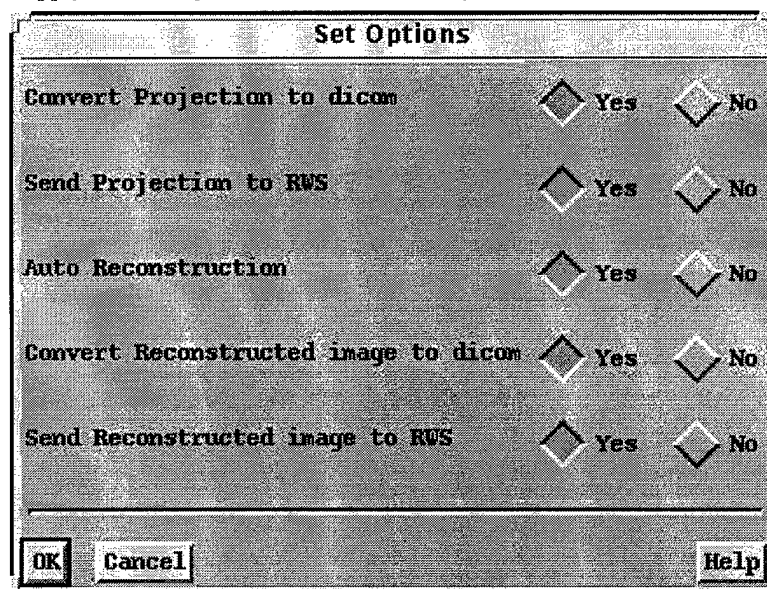 Set Options
Convert Projection to dicom Yes No
Send Projection to RWS Yes No
Auto Reconstruction Yes No
Convert Reconstructed image to dicom Yes No
Send Reconstructed image to RWS Yes No
OK Cancel Help